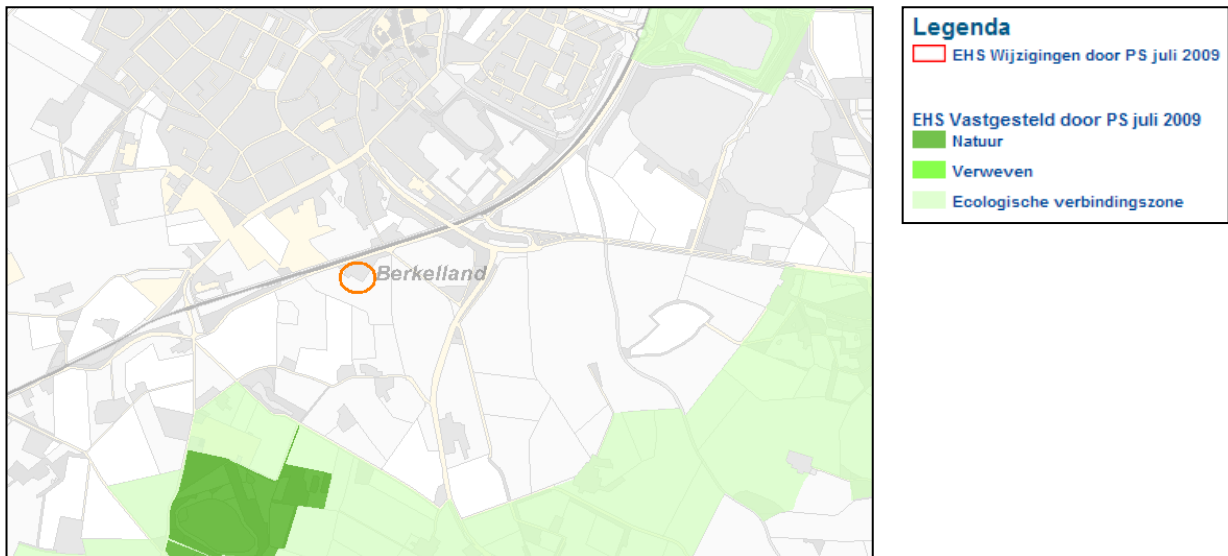 Berkelland
Legenda
EHS Wijzigingen door PS juli 2009
EHS Vastgesteld door PS juli 2009
Natuur
Verweven
Ecologische verbindingszone